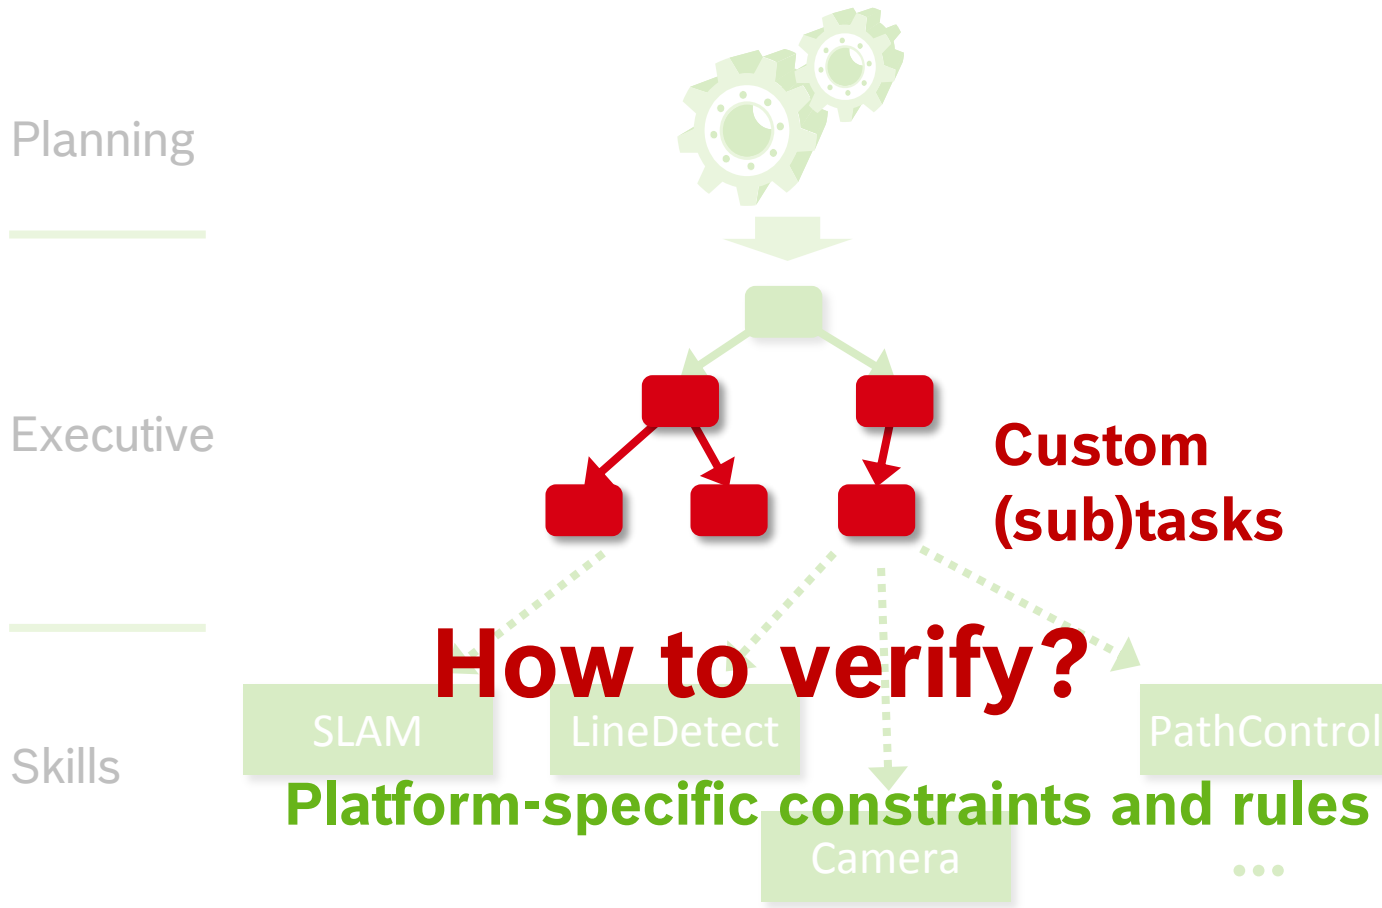 Planning
Executive
Custom
(sub)tasks
How to verify?
SLAM
LineDetect
PathControl
Skills
Platform-specific constraints and rules
Camera
...